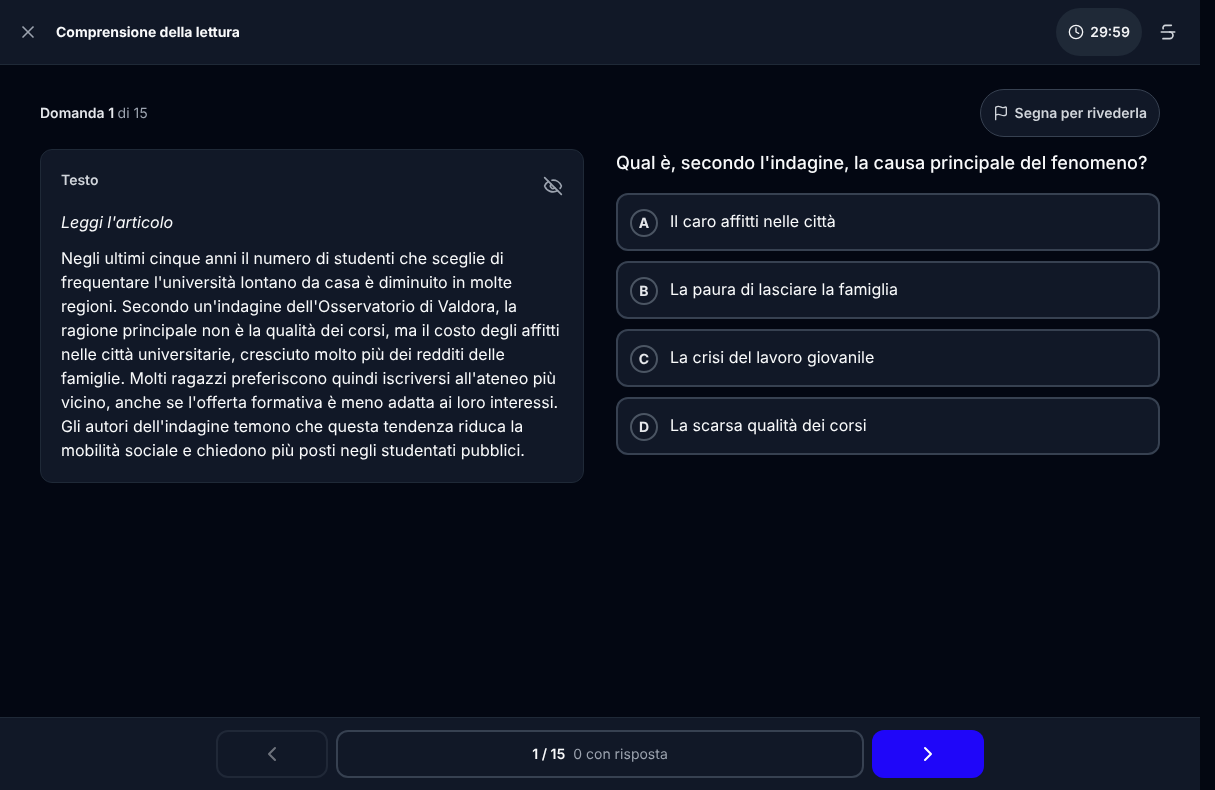 Comprensione della lettura
29:59
Domanda 1 di 15
Segna per rivederla
Testo
Leggi l'articolo
Negli ultimi cinque anni il numero di studenti che sceglie di
frequentare l'università lontano da casa è diminuito in molte
regioni. Secondo un'indagine dell'Osservatorio di Valdora, la
ragione principale non è la qualità dei corsi, ma il costo degli affitti
nelle città universitarie, cresciuto molto più dei redditi delle
famiglie. Molti ragazzi preferiscono quindi iscriversi all'ateneo più
vicino, anche se l'offerta formativa è meno adatta ai loro interessi.
Gli autori dell'indagine temono che questa tendenza riduca la
mobilità sociale e chiedono più posti negli studentati pubblici.
Qual è, secondo l'indagine, la causa principale del fenomeno?
A Il caro affitti nelle città
B La paura di lasciare la famiglia
C La crisi del lavoro giovanile
D La scarsa qualità dei corsi
1 / 15 0 con risposta